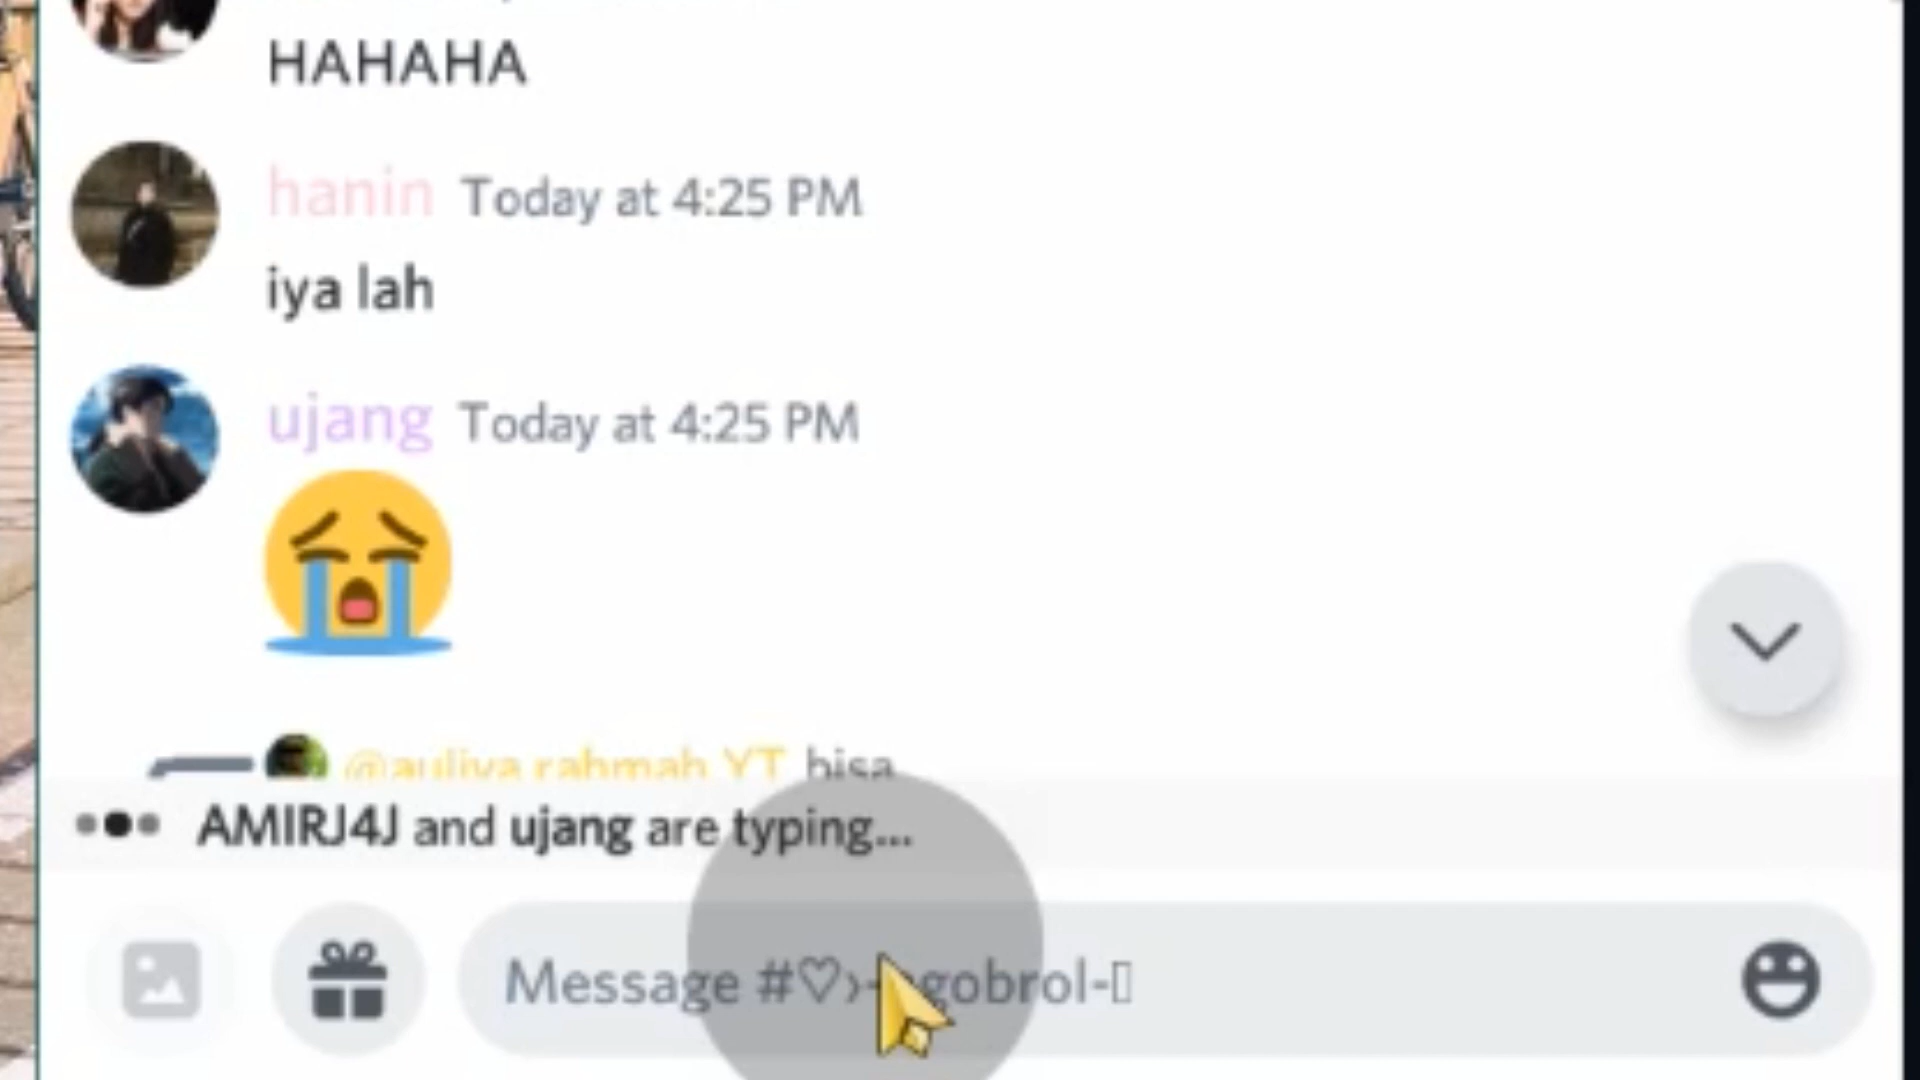 HAHAHA
hanin Today at 4:25 PM
iya lah
ujang Today at 4:25 PM
@auliya rahmah YT bisa
AMIRJ4J and ujang are typing...
Message #♡›-ngobrol-▯